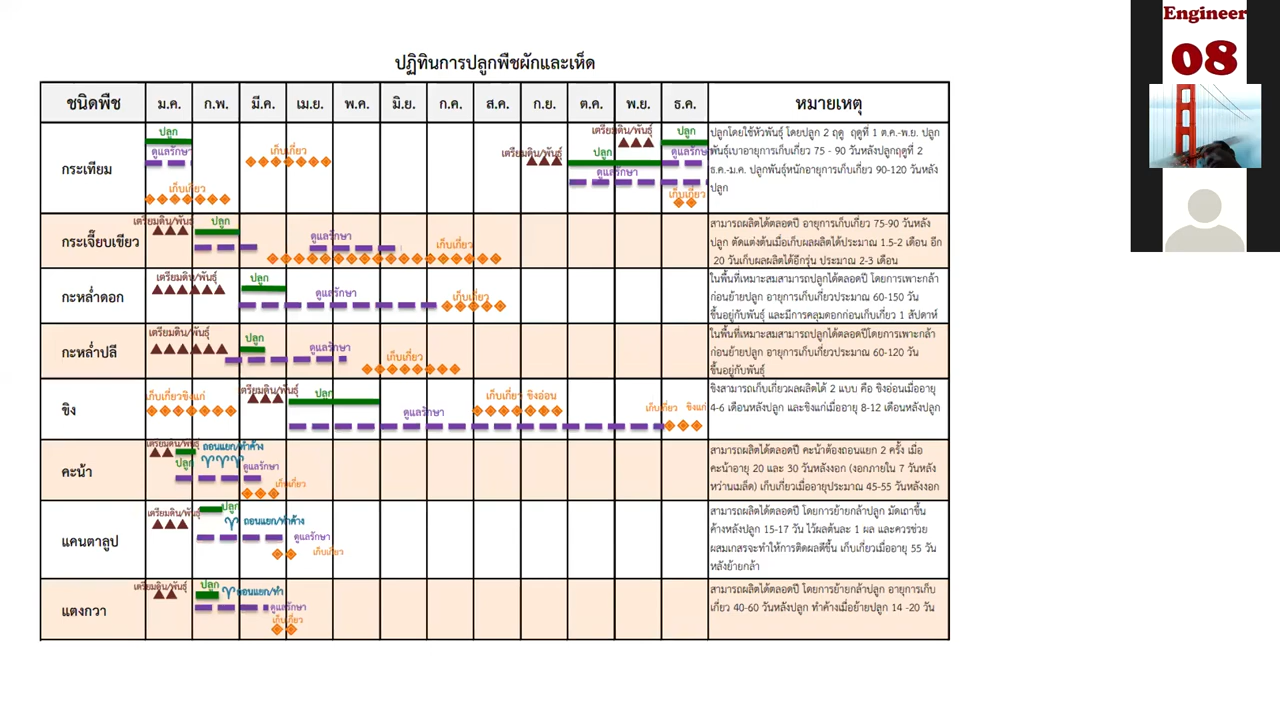 Engineer
08
ปฏิทินการปลูกพืชผักและเห็ด
ชนิดพืช ม.ค. ก.พ. มี.ค. เม.ย. พ.ค. มิ.ย. ก.ค. ส.ค. ก.ย. ต.ค. พ.ย. ธ.ค. หมายเหตุ
กระเทียม
ปลูก
ดูแลรักษา
เก็บเกี่ยว
เก็บเกี่ยว
เตรียมดิน/พันธุ์
ปลูก
ดูแลรักษา
เตรียมดิน/พันธุ์
ปลูก
ดูแลรักษา
เก็บเกี่ยว
ปลูกโดยใช้หัวพันธุ์ โดยปลูก 2 ฤดู ฤดูที่ 1 ต.ค.-พ.ย. ปลูก
พันธุ์เบาอายุการเก็บเกี่ยว 75 - 90 วันหลังปลูกฤดูที่ 2
ธ.ค.-ม.ค. ปลูกพันธุ์หนักอายุการเก็บเกี่ยว 90-120 วันหลัง
ปลูก
กระเจี๊ยบเขียว
เตรียมดิน/พันธุ์
ปลูก
ดูแลรักษา
เก็บเกี่ยว
สามารถผลิตได้ตลอดปี อายุการเก็บเกี่ยว 75-90 วันหลัง
ปลูก ตัดแต่งต้นเมื่อเก็บผลผลิตได้ประมาณ 1.5-2 เดือน อีก
20 วันเก็บผลผลิตได้อีกรุ่น ประมาณ 2-3 เดือน
กะหล่ำดอก
เตรียมดิน/พันธุ์
ปลูก
ดูแลรักษา
เก็บเกี่ยว
ในพื้นที่เหมาะสมสามารถปลูกได้ตลอดปี โดยการเพาะกล้า
ก่อนย้ายปลูก อายุการเก็บเกี่ยวประมาณ 60-150 วัน
ขึ้นอยู่กับพันธุ์ และมีการคลุมดอกก่อนเก็บเกี่ยว 1 สัปดาห์
กะหล่ำปลี
เตรียมดิน/พันธุ์
ปลูก
ดูแลรักษา
เก็บเกี่ยว
ในพื้นที่เหมาะสมสามารถปลูกได้ตลอดปีโดยการเพาะกล้า
ก่อนย้ายปลูก อายุการเก็บเกี่ยวประมาณ 60-120 วัน
ขึ้นอยู่กับพันธุ์
ขิง
เก็บเกี่ยวขิงแก่
เตรียมดิน/พันธุ์
ปลูก
ดูแลรักษา
เก็บเกี่ยว ขิงอ่อน
เก็บเกี่ยว ขิงแก่
ขิงสามารถเก็บเกี่ยวผลผลิตได้ 2 แบบ คือ ขิงอ่อนเมื่ออายุ
4-6 เดือนหลังปลูก และขิงแก่เมื่ออายุ 8-12 เดือนหลังปลูก
คะน้า
เตรียมดิน/พันธุ์
ปลูก
ถอนแยก/ทำค้าง
ดูแลรักษา
เก็บเกี่ยว
สามารถผลิตได้ตลอดปี คะน้าต้องถอนแยก 2 ครั้ง เมื่อ
คะน้าอายุ 20 และ 30 วันหลังงอก (งอกภายใน 7 วันหลัง
หว่านเมล็ด) เก็บเกี่ยวเมื่ออายุประมาณ 45-55 วันหลังงอก
แคนตาลูป
เตรียมดิน/พันธุ์
ปลูก
ถอนแยก/ทำค้าง
ดูแลรักษา
เก็บเกี่ยว
สามารถผลิตได้ตลอดปี โดยการย้ายกล้าปลูก มัดเถาขึ้น
ค้างหลังปลูก 15-17 วัน ไว้ผลต้นละ 1 ผล และควรช่วย
ผสมเกสรจะทำให้การติดผลดีขึ้น เก็บเกี่ยวเมื่ออายุ 55 วัน
หลังย้ายกล้า
แตงกวา
เตรียมดิน/พันธุ์
ปลูก
ถอนแยก/ทำ
ดูแลรักษา
เก็บเกี่ยว
สามารถผลิตได้ตลอดปี โดยการย้ายกล้าปลูก อายุการเก็บ
เกี่ยว 40-60 วันหลังปลูก ทำค้างเมื่อย้ายปลูก 14 -20 วัน